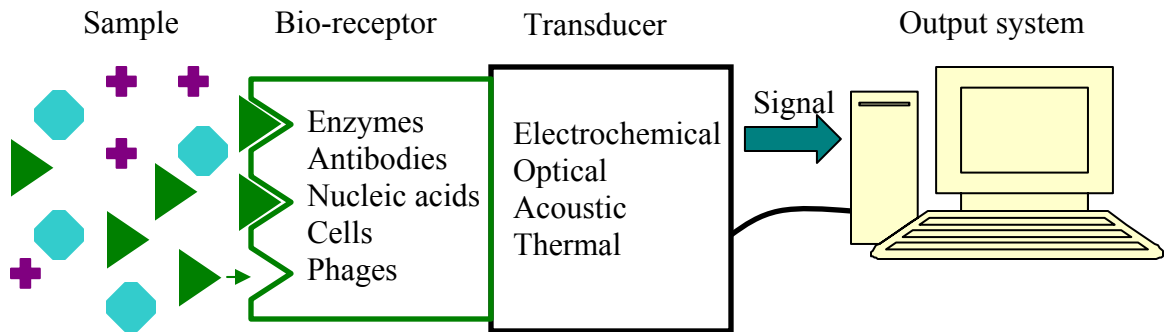 Sample
Bio-receptor
Transducer
Output system
Enzymes
Antibodies
Nucleic acids
Cells
Phages
Electrochemical
Optical
Acoustic
Thermal
Signal